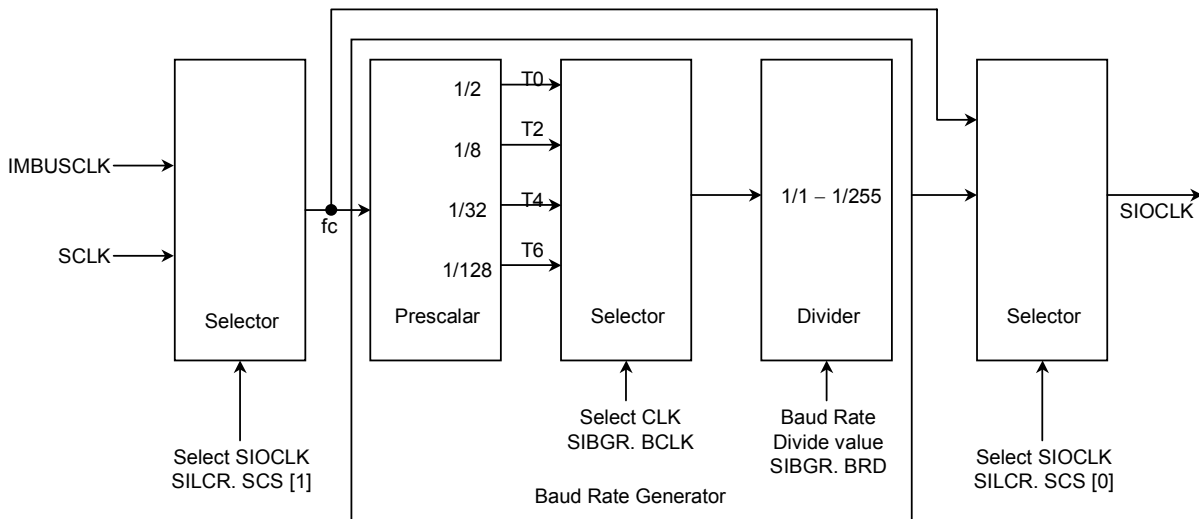 IMBUSCLK
SCLK
Selector
Select SIOCLK
SILCR. SCS [1]
fc
1/2
1/8
1/32
1/128
Prescalar
T0
T2
T4
T6
Selector
Select CLK
SIBGR. BCLK
1/1 – 1/255
Divider
Baud Rate
Divide value
SIBGR. BRD
Baud Rate Generator
Selector
Select SIOCLK
SILCR. SCS [0]
SIOCLK